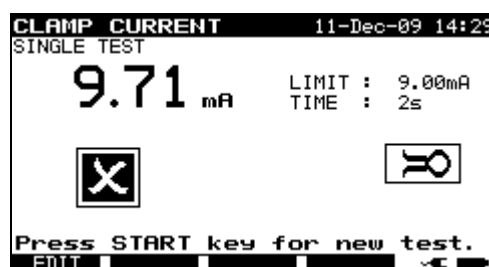 CLAMP CURRENT 11-Dec-09 14:29
SINGLE TEST
9.71 mA
LIMIT : 9.00mA
TIME : 2s
Press START key for new test.
EDIT